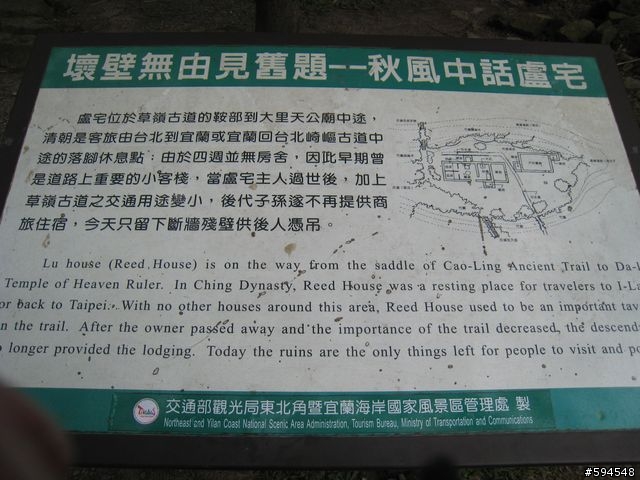 壞壁無由見舊題--秋風中話盧宅
盧宅位於草嶺古道的鞍部到大里天公廟中途，
清朝是客旅由台北到宜蘭或宜蘭回台北崎嶇古道中
途的落腳休息點；由於四週並無房舍，因此早期曾
是道路上重要的小客棧，當盧宅主人過世後，加上
草嶺古道之交通用途變小，後代子孫遂不再提供商
旅住宿，今天只留下斷牆殘壁供後人憑吊。
Lu house (Reed House) is on the way from the saddle of Cao-Ling Ancient Trail to Da-
Temple of Heaven Ruler. In Ching Dynasty, Reed House was a resting place for travelers to I-La
or back to Taipei. With no other houses around this area, Reed House used to be an important tav
n the trail. After the owner passed away and the importance of the trail decreased, the descend
longer provided the lodging. Today the ruins are the only things left for people to visit and po
交通部觀光局東北角暨宜蘭海岸國家風景區管理處 製
Northeast and Yilan Coast National Scenic Area Administration, Tourism Bureau, Ministry of Transportation and Communications
#594548